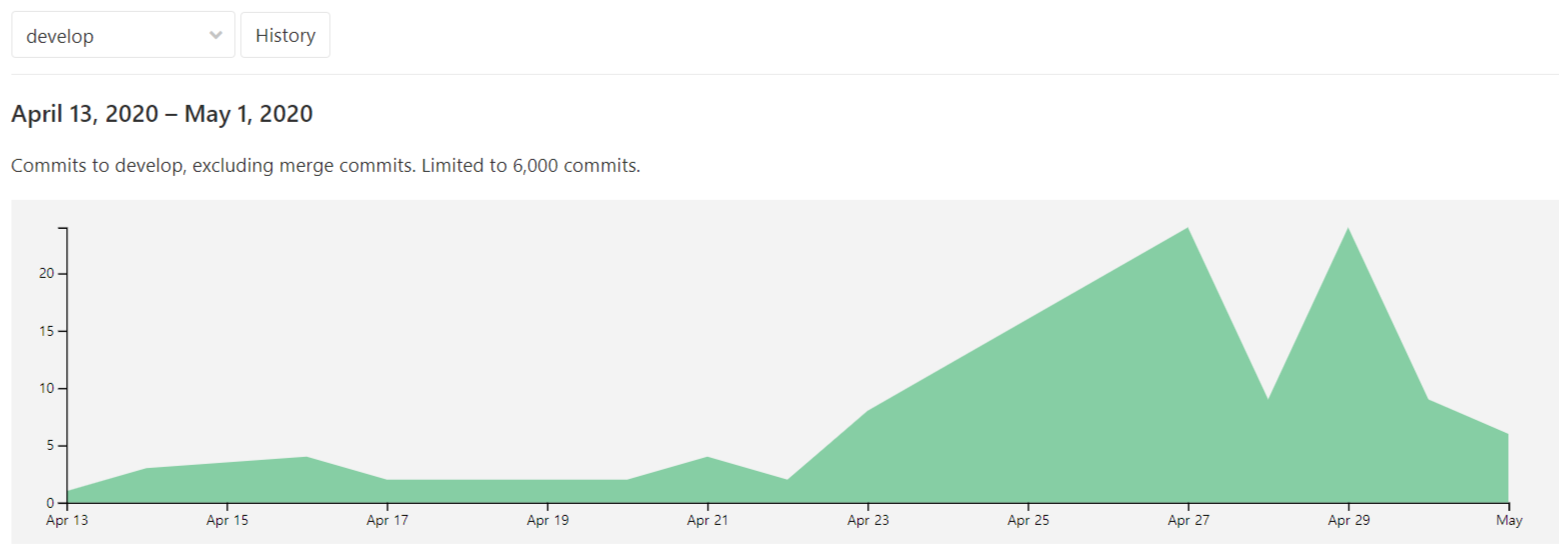 develop
History
April 13, 2020 – May 1, 2020
Commits to develop, excluding merge commits. Limited to 6,000 commits.
20
15
10
5
0
Apr 13 Apr 15 Apr 17 Apr 19 Apr 21 Apr 23 Apr 25 Apr 27 Apr 29 May